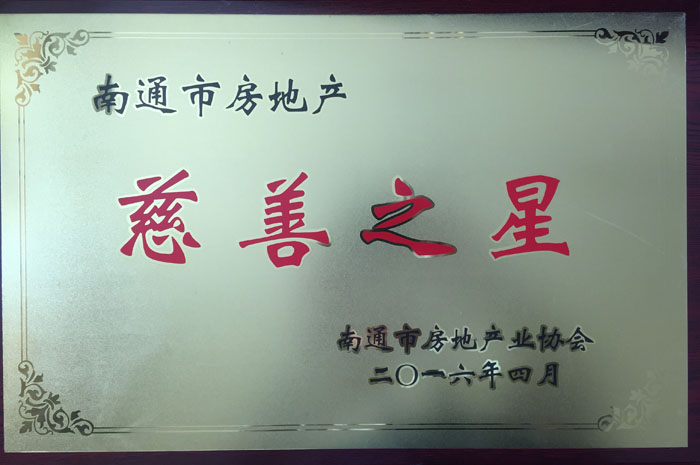 南通市房地产
慈善之星
南通市房地产业协会
二〇一六年四月